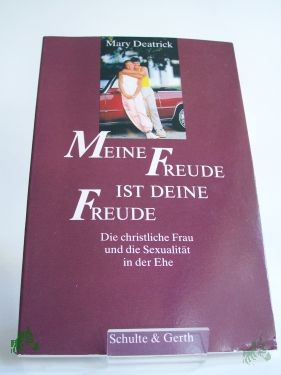 Mary Deatrick
MEINE FREUDE
IST DEINE
FREUDE
Die christliche Frau
und die Sexualität
in der Ehe
Schulte & Gerth